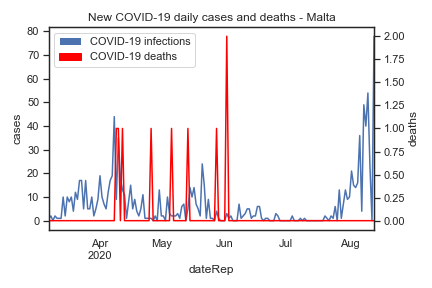 New COVID-19 daily cases and deaths - Malta
COVID-19 infections
COVID-19 deaths
80
70
60
50
40
30
20
10
0
cases
2.00
1.75
1.50
1.25
1.00
0.75
0.50
0.25
0.00
deaths
Apr May Jun Jul Aug
2020
dateRep